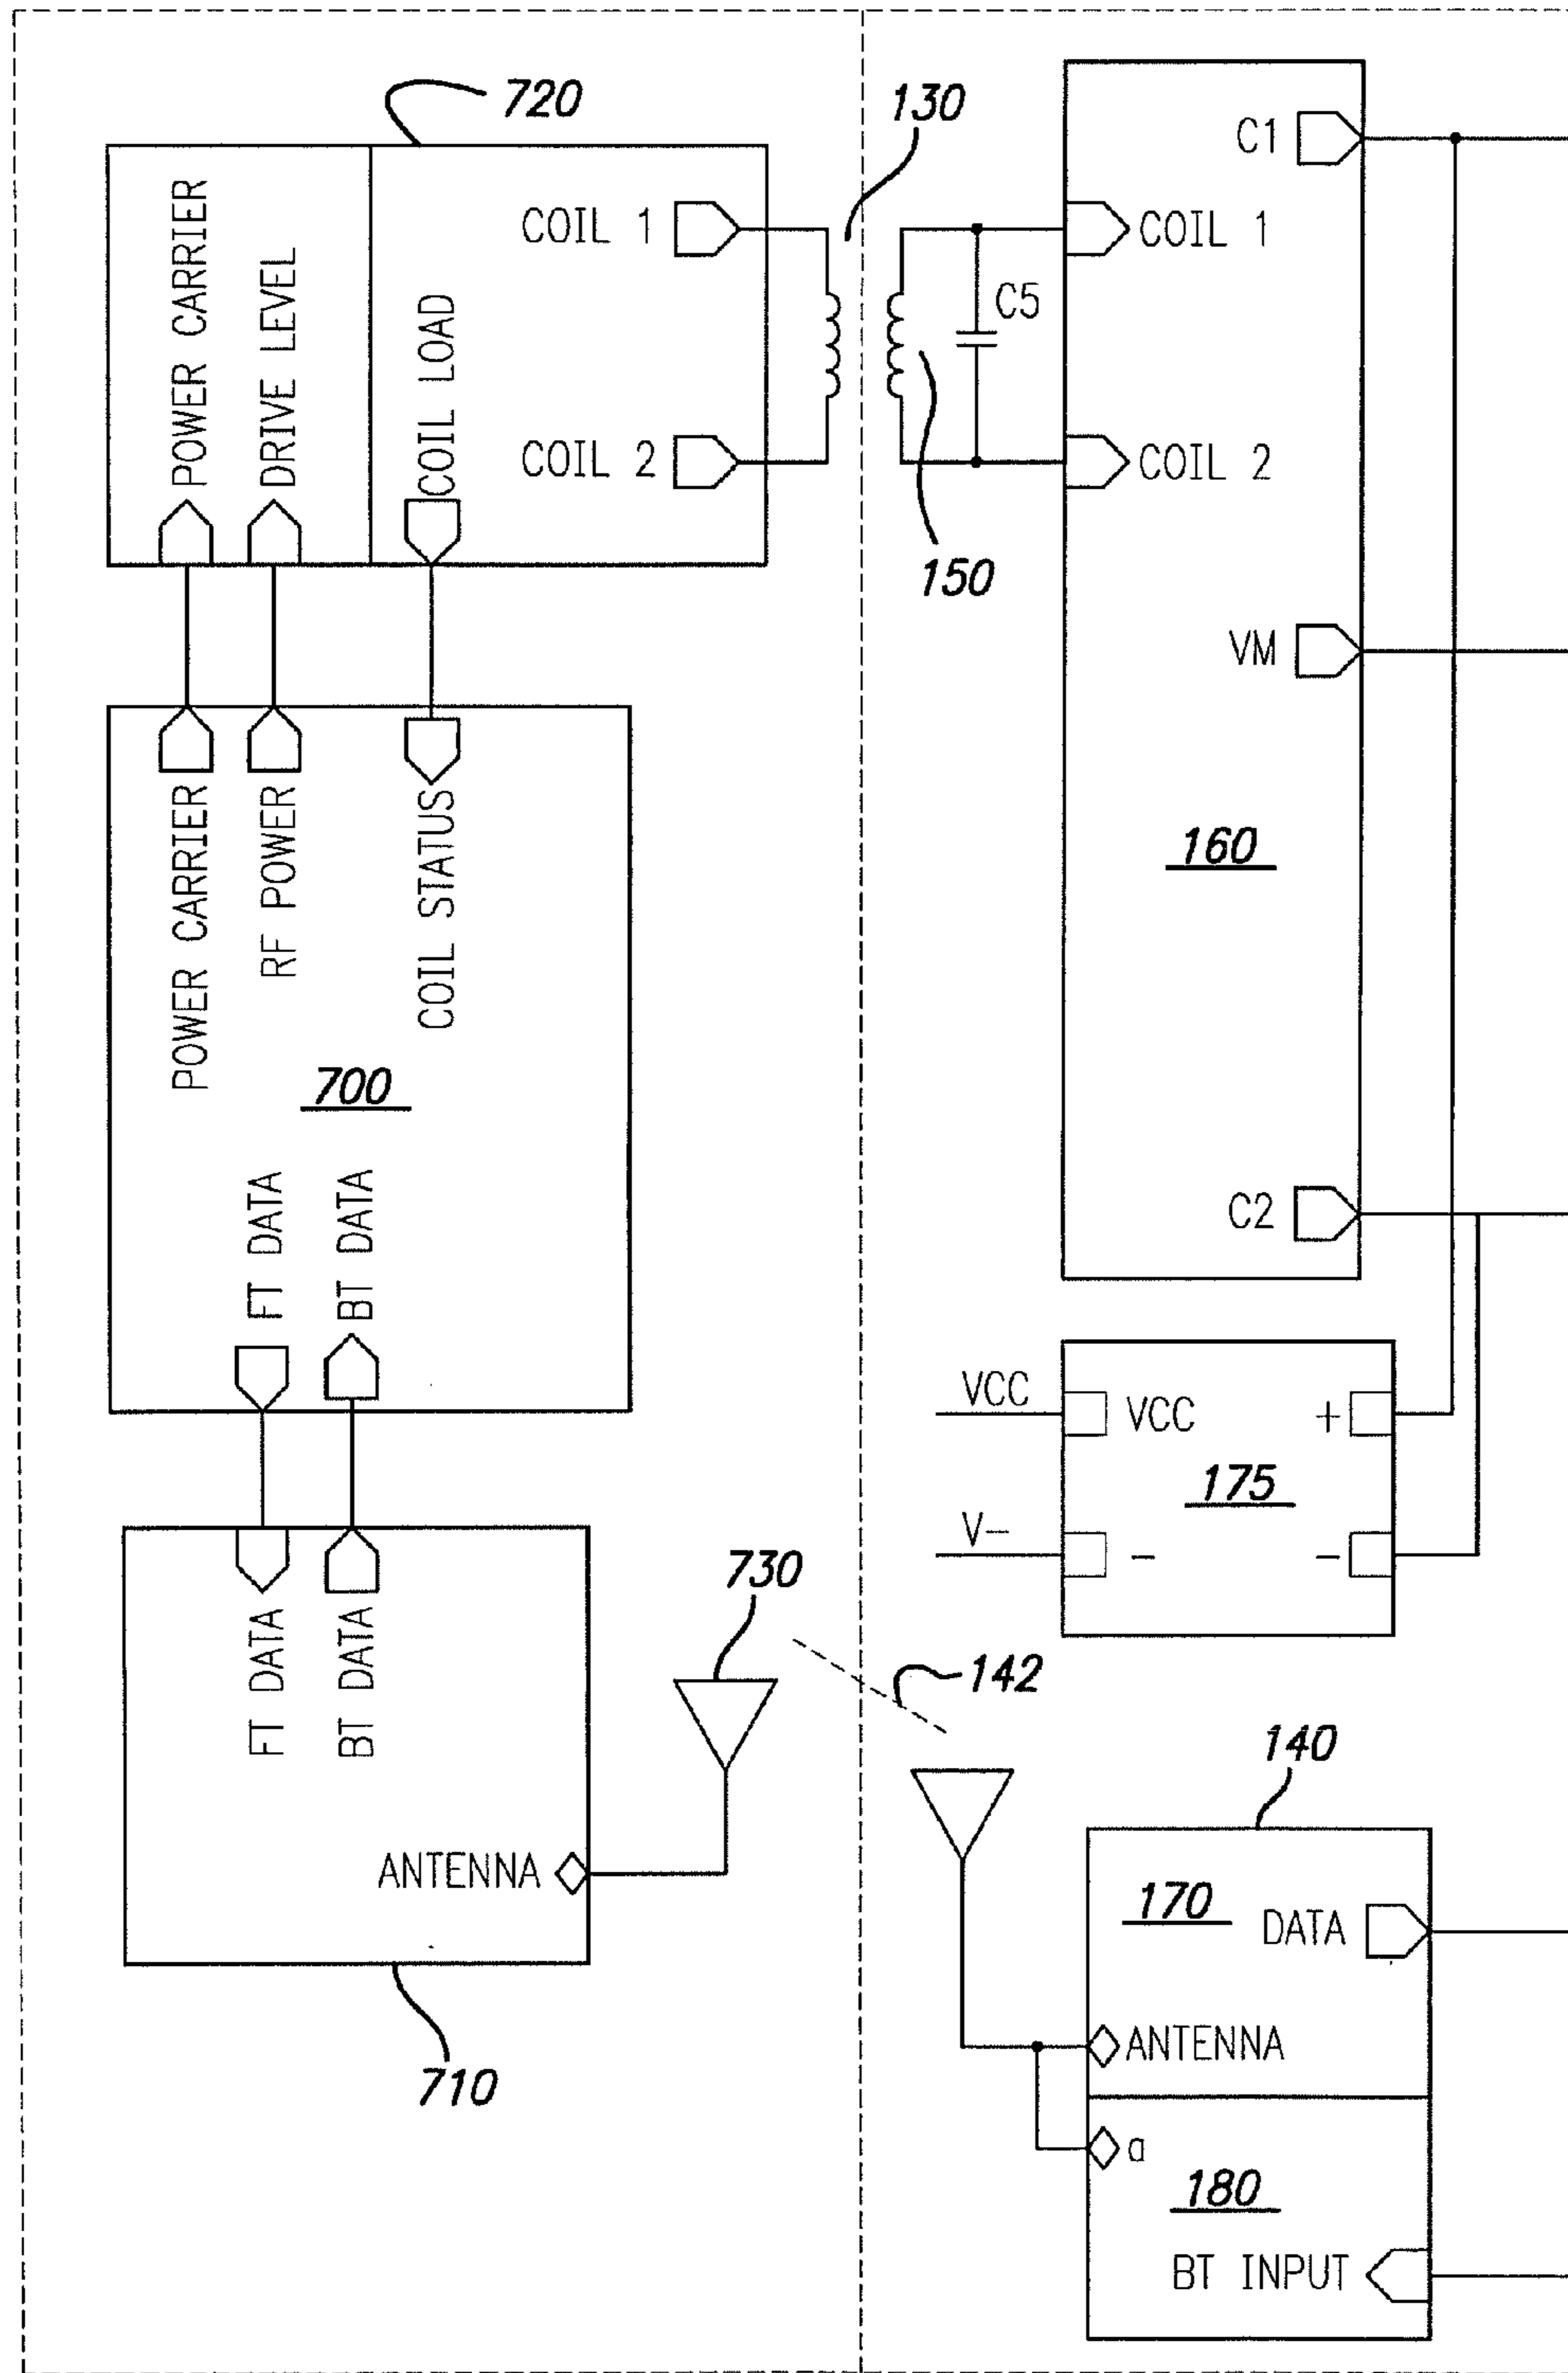 720
130
POWER CARRIER
DRIVE LEVEL
COIL LOAD
COIL 1
COIL 2
C5
150
C1
COIL 1
COIL 2
VM
160
C2
POWER CARRIER
RF POWER
COIL STATUS
700
FT DATA
BT DATA
VCC
VCC
+
175
V-
-
-
FT DATA
BT DATA
730
142
ANTENNA
710
140
170
DATA
ANTENNA
a
180
BT INPUT